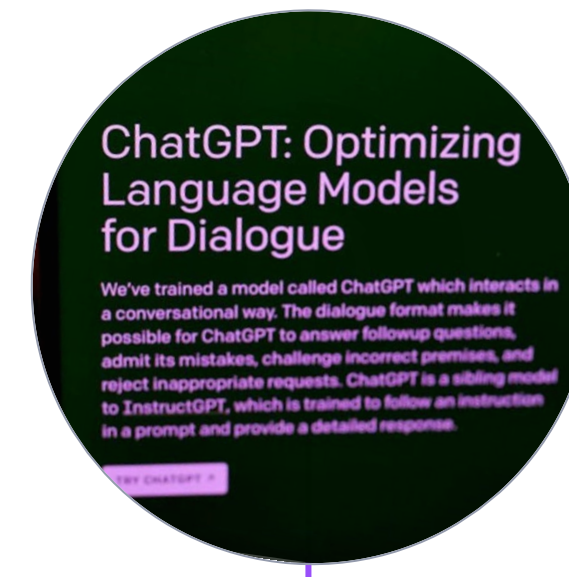 ChatGPT: Optimizing
Language Models
for Dialogue
We've trained a model called ChatGPT which interacts in
a conversational way. The dialogue format makes it
possible for ChatGPT to answer followup questions,
admit its mistakes, challenge incorrect premises, and
reject inappropriate requests. ChatGPT is a sibling model
to InstructGPT, which is trained to follow an instruction
in a prompt and provide a detailed response.
TRY CHATGPT ↗